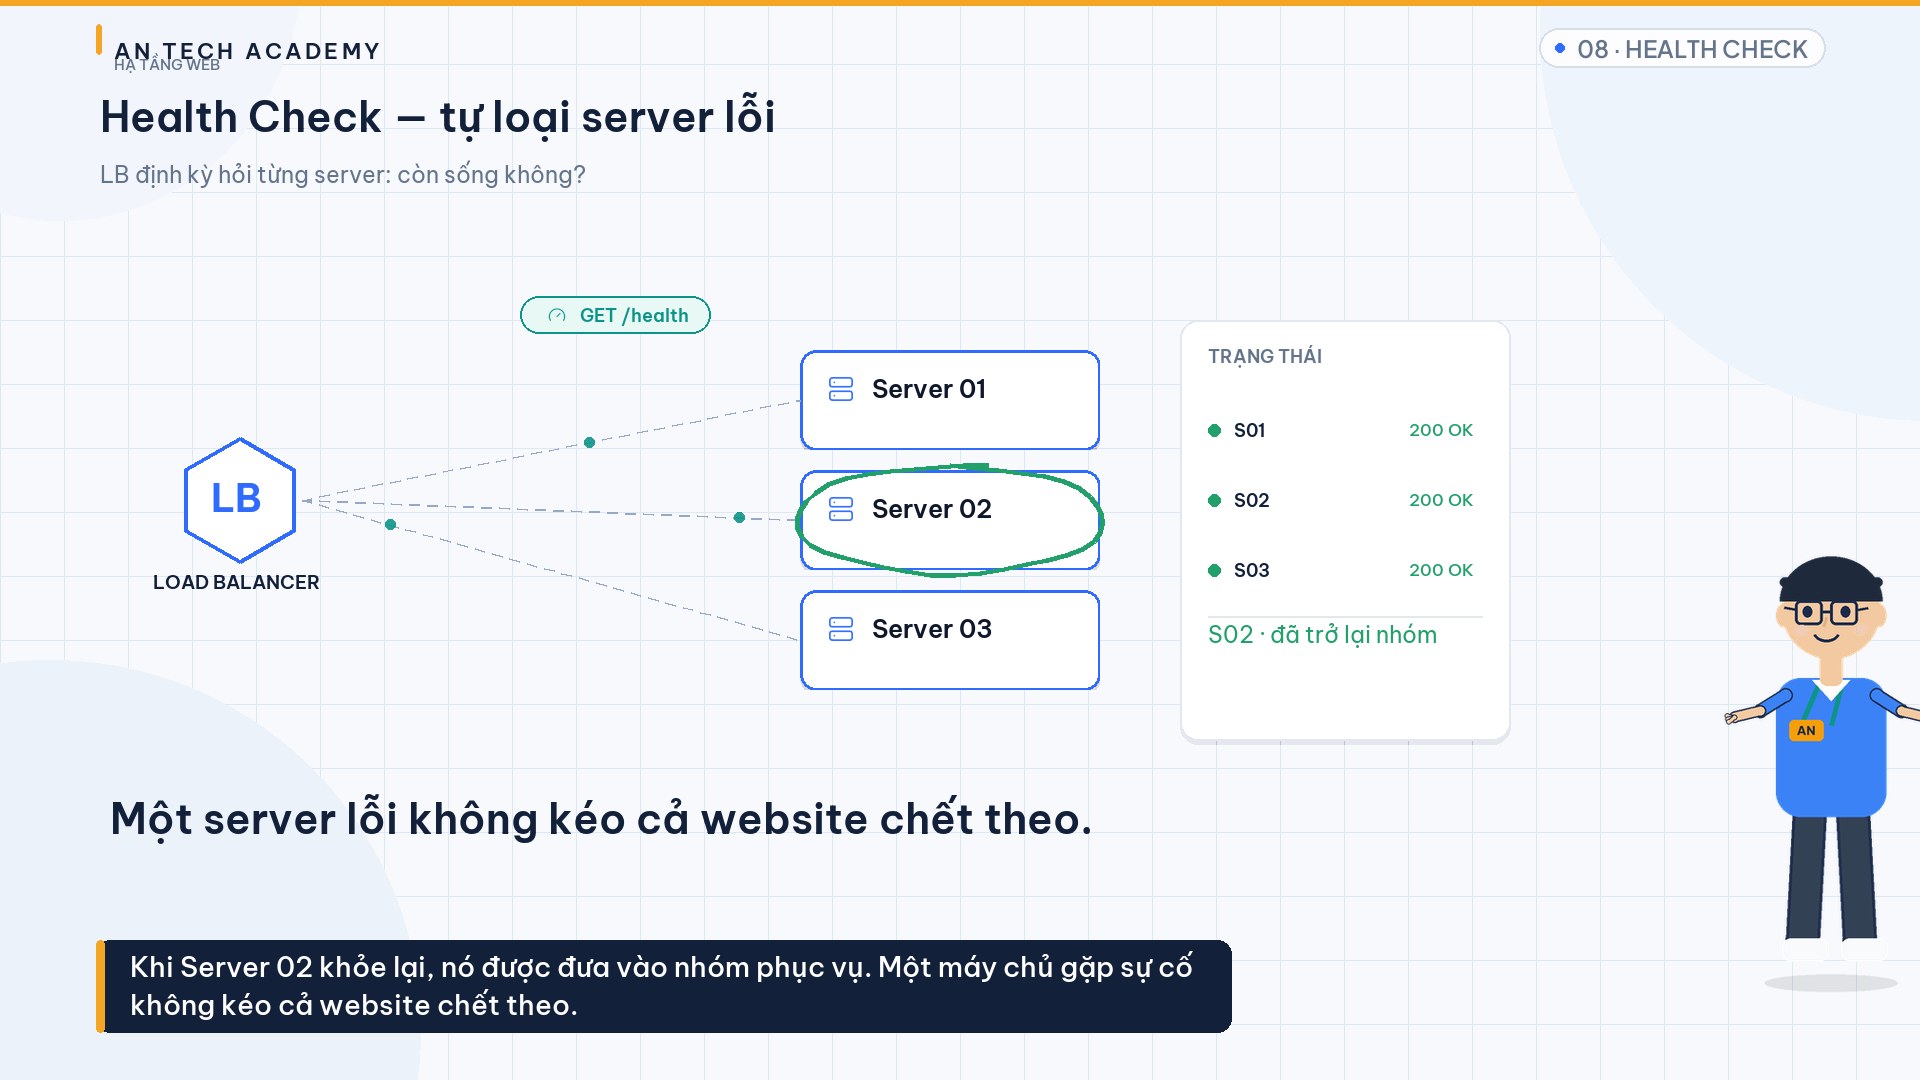 AN TECH ACADEMY
HẠ TẦNG WEB
08 · HEALTH CHECK
Health Check — tự loại server lỗi
LB định kỳ hỏi từng server: còn sống không?
GET /health
LB
LOAD BALANCER
Server 01
Server 02
Server 03
TRẠNG THÁI
S01 200 OK
S02 200 OK
S03 200 OK
S02 · đã trở lại nhóm
AN
Một server lỗi không kéo cả website chết theo.
Khi Server 02 khỏe lại, nó được đưa vào nhóm phục vụ. Một máy chủ gặp sự cố
không kéo cả website chết theo.